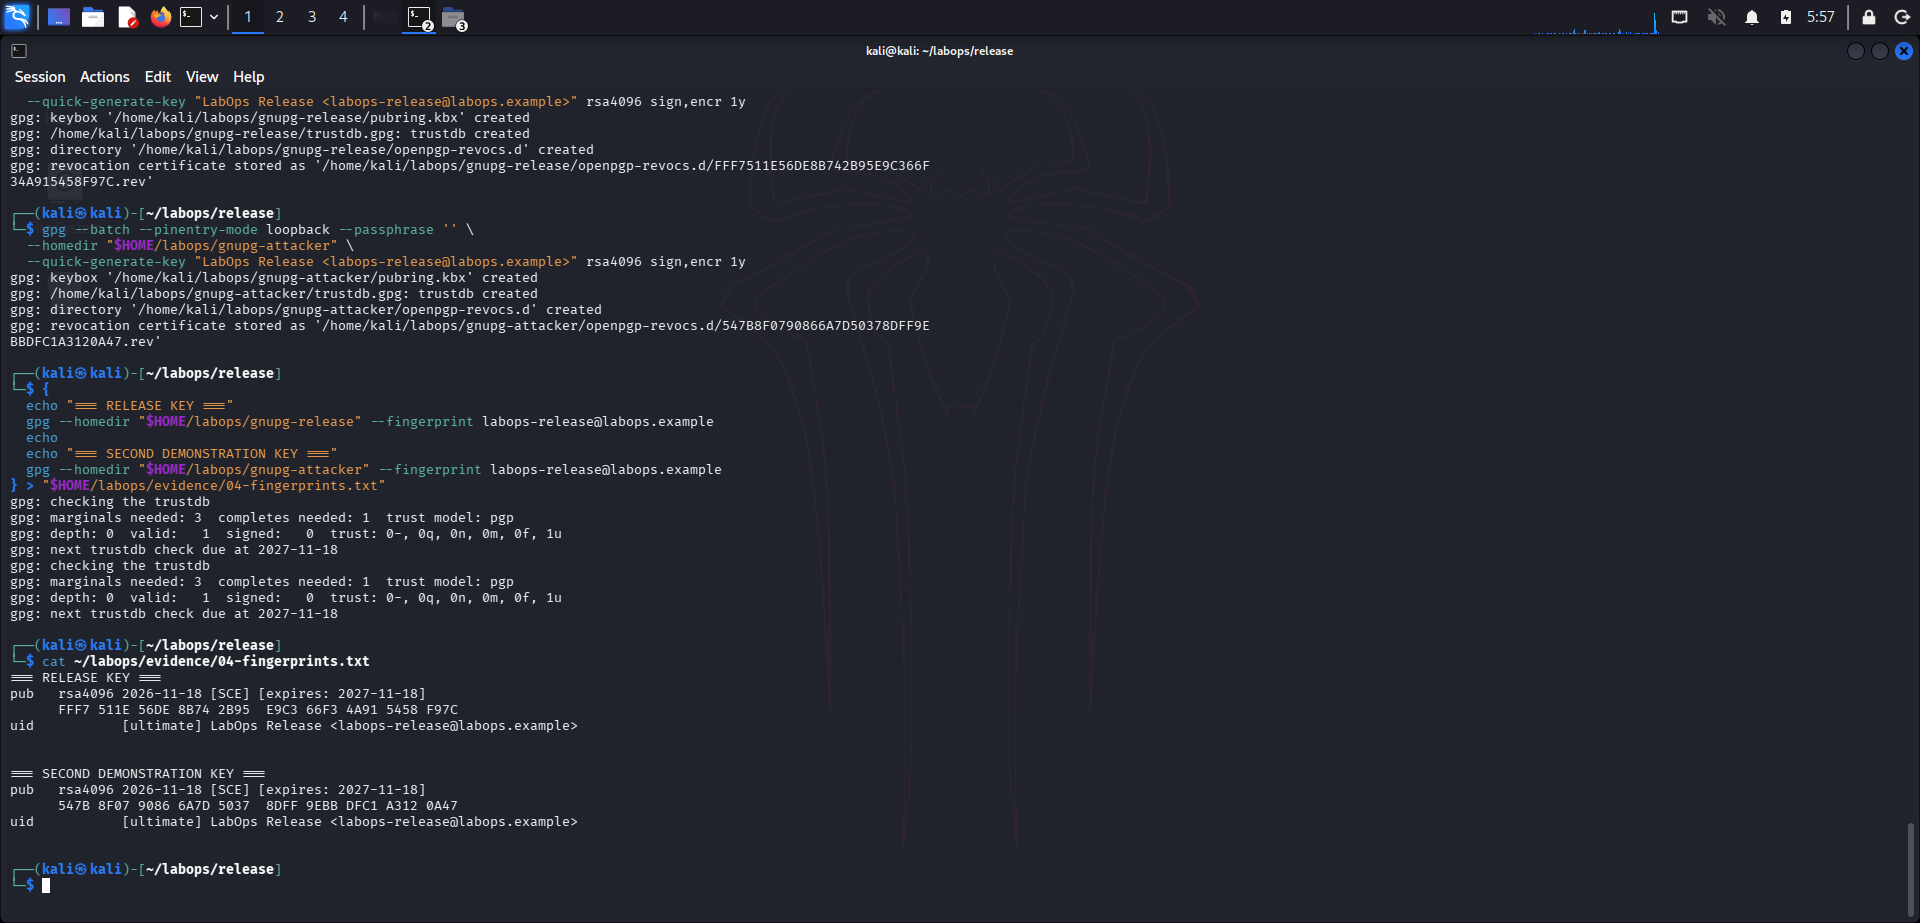 1 2 3 4
2
3
5:57
kali@kali: ~/labops/release
Session Actions Edit View Help
--quick-generate-key "LabOps Release <labops-release@labops.example>" rsa4096 sign,encr 1y
gpg: keybox '/home/kali/labops/gnupg-release/pubring.kbx' created
gpg: /home/kali/labops/gnupg-release/trustdb.gpg: trustdb created
gpg: directory '/home/kali/labops/gnupg-release/openpgp-revocs.d' created
gpg: revocation certificate stored as '/home/kali/labops/gnupg-release/openpgp-revocs.d/FFF7511E56DE8B742B95E9C366F
34A915458F97C.rev'
┌──(kali㉿kali)-[~/labops/release]
└─$ gpg --batch --pinentry-mode loopback --passphrase '' \
--homedir "$HOME/labops/gnupg-attacker" \
--quick-generate-key "LabOps Release <labops-release@labops.example>" rsa4096 sign,encr 1y
gpg: keybox '/home/kali/labops/gnupg-attacker/pubring.kbx' created
gpg: /home/kali/labops/gnupg-attacker/trustdb.gpg: trustdb created
gpg: directory '/home/kali/labops/gnupg-attacker/openpgp-revocs.d' created
gpg: revocation certificate stored as '/home/kali/labops/gnupg-attacker/openpgp-revocs.d/547B8F0790866A7D50378DFF9E
BBDFC1A3120A47.rev'
┌──(kali㉿kali)-[~/labops/release]
└─$ {
echo "=== RELEASE KEY ==="
gpg --homedir "$HOME/labops/gnupg-release" --fingerprint labops-release@labops.example
echo
echo "=== SECOND DEMONSTRATION KEY ==="
gpg --homedir "$HOME/labops/gnupg-attacker" --fingerprint labops-release@labops.example
} > "$HOME/labops/evidence/04-fingerprints.txt"
gpg: checking the trustdb
gpg: marginals needed: 3  completes needed: 1  trust model: pgp
gpg: depth: 0  valid:   1  signed:   0  trust: 0-, 0q, 0n, 0m, 0f, 1u
gpg: next trustdb check due at 2027-11-18
gpg: checking the trustdb
gpg: marginals needed: 3  completes needed: 1  trust model: pgp
gpg: depth: 0  valid:   1  signed:   0  trust: 0-, 0q, 0n, 0m, 0f, 1u
gpg: next trustdb check due at 2027-11-18
┌──(kali㉿kali)-[~/labops/release]
└─$ cat ~/labops/evidence/04-fingerprints.txt
=== RELEASE KEY ===
pub   rsa4096 2026-11-18 [SCE] [expires: 2027-11-18]
FFF7 511E 56DE 8B74 2B95  E9C3 66F3 4A91 5458 F97C
uid           [ultimate] LabOps Release <labops-release@labops.example>
=== SECOND DEMONSTRATION KEY ===
pub   rsa4096 2026-11-18 [SCE] [expires: 2027-11-18]
547B 8F07 9086 6A7D 5037  8DFF 9EBB DFC1 A312 0A47
uid           [ultimate] LabOps Release <labops-release@labops.example>
┌──(kali㉿kali)-[~/labops/release]
└─$